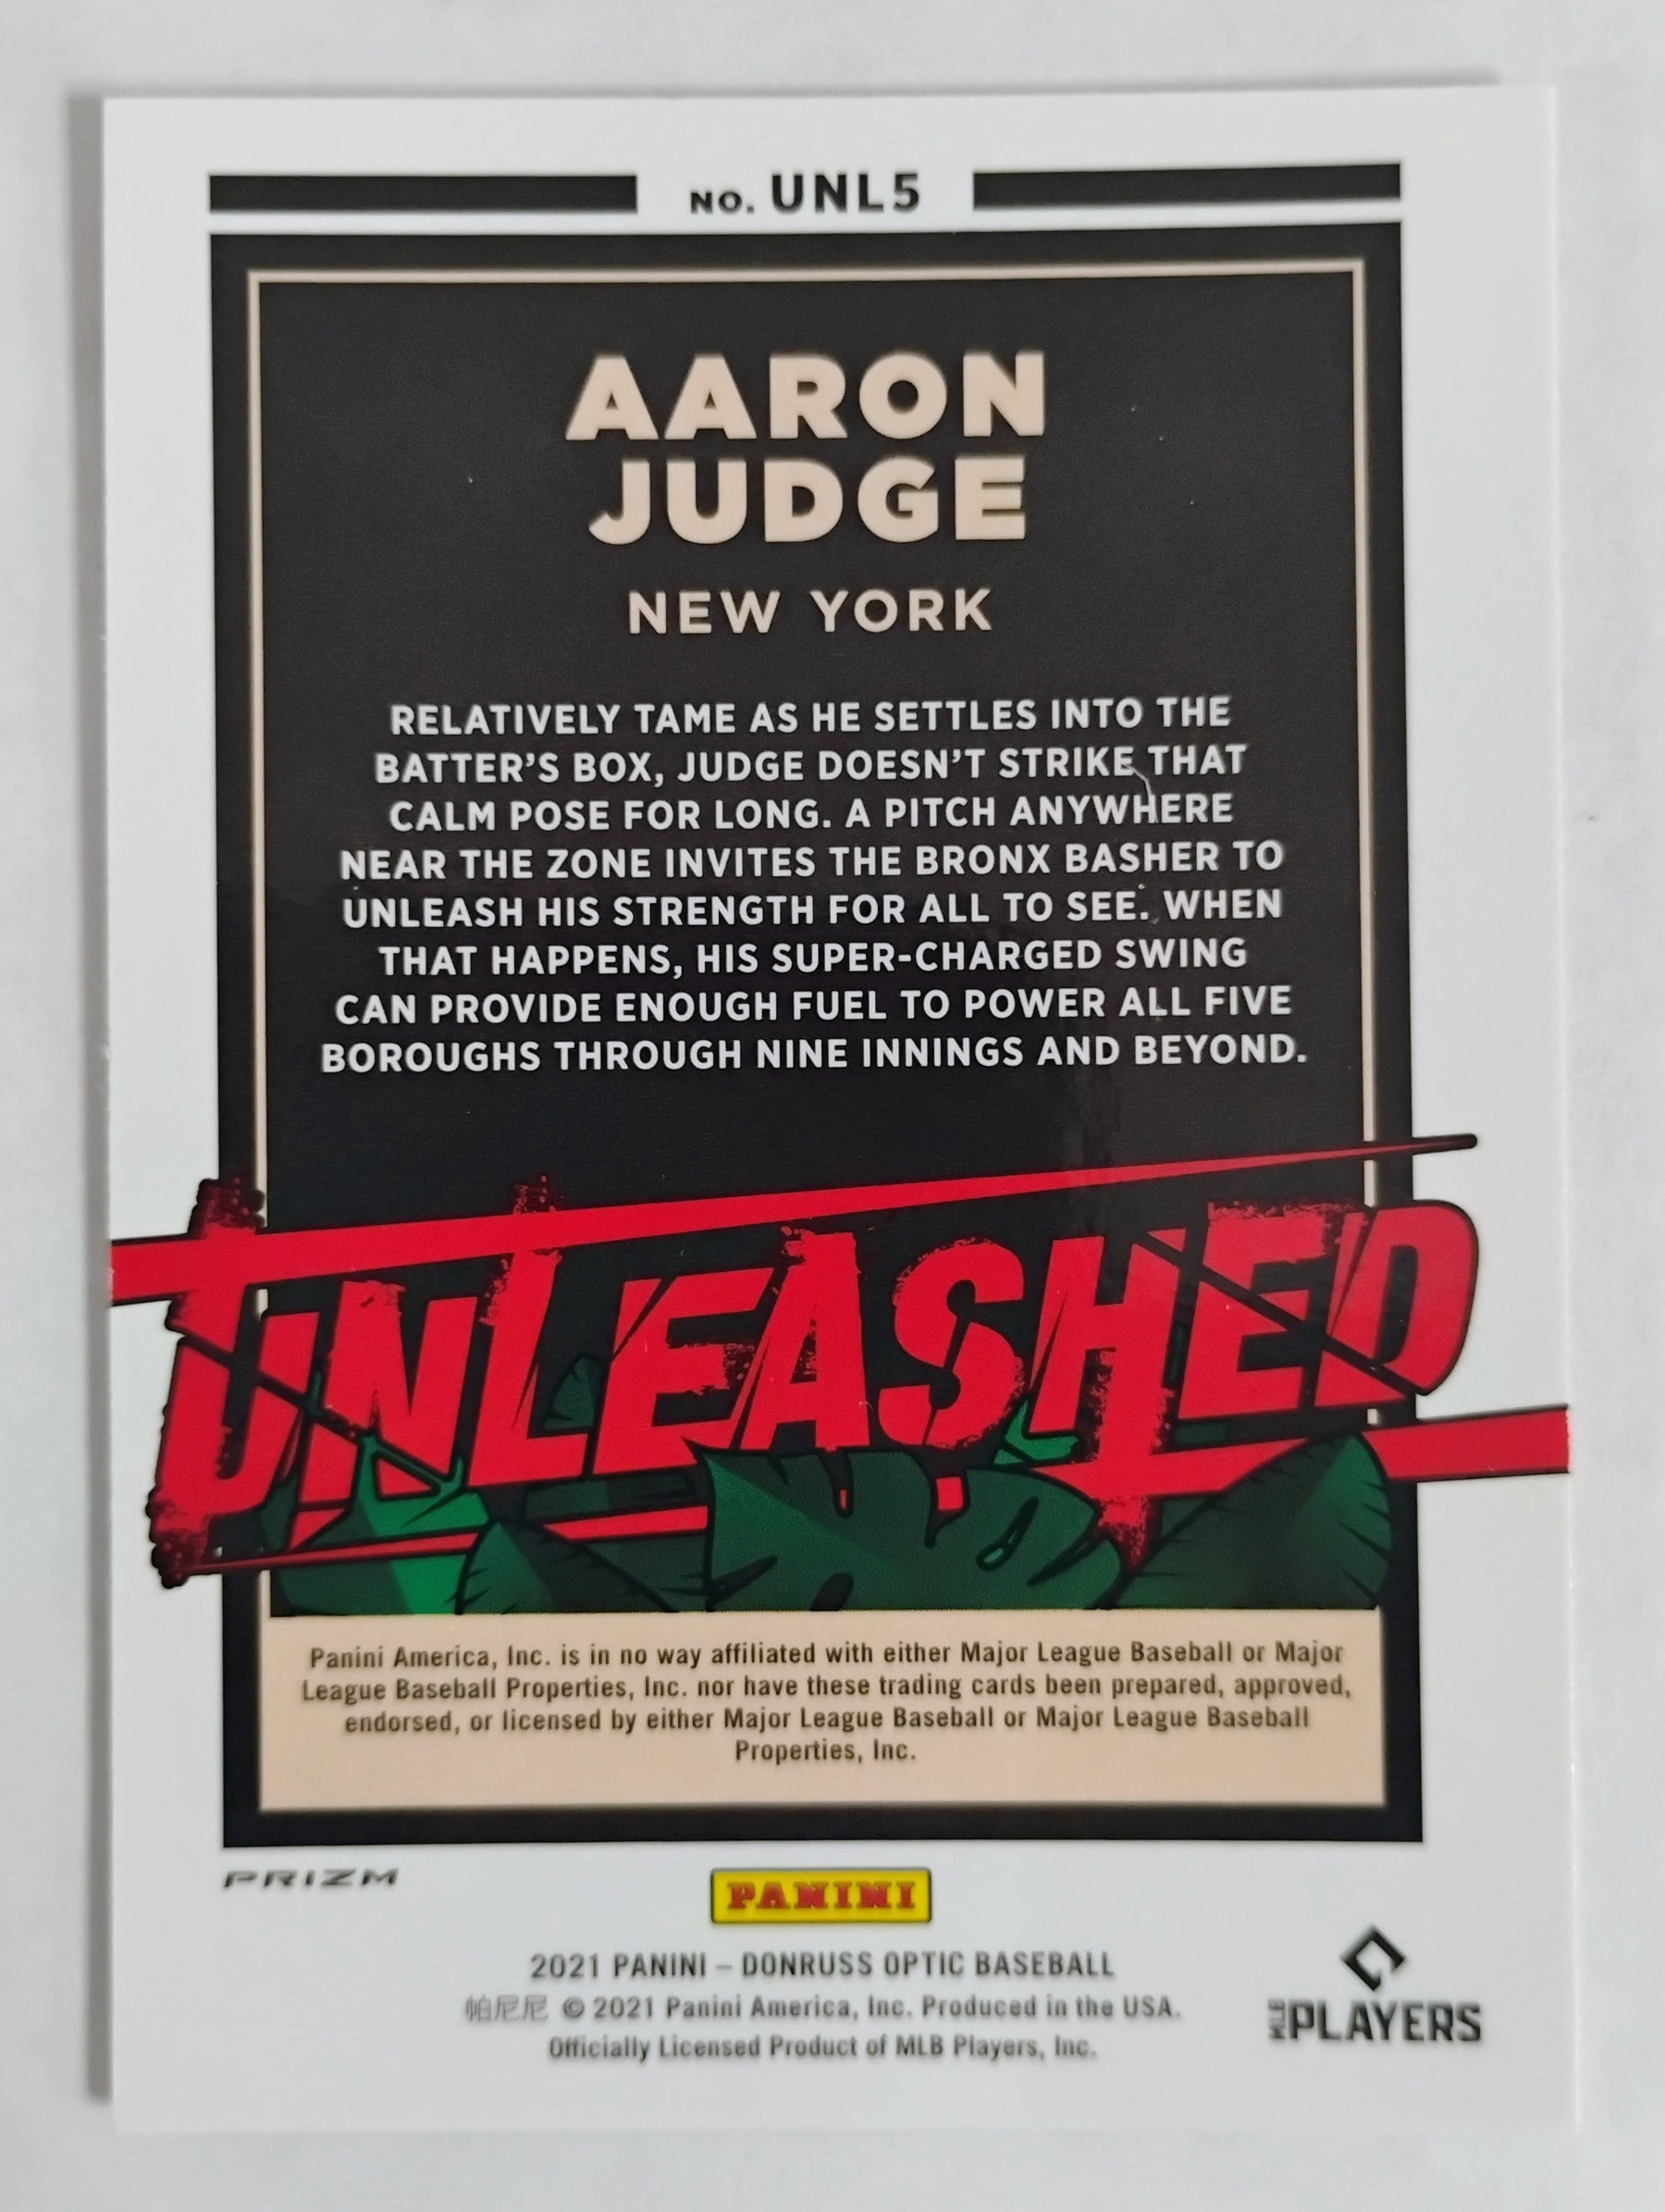 NO. UNL5
AARON
JUDGE
NEW YORK
RELATIVELY TAME AS HE SETTLES INTO THE
BATTER'S BOX, JUDGE DOESN'T STRIKE THAT
CALM POSE FOR LONG. A PITCH ANYWHERE
NEAR THE ZONE INVITES THE BRONX BASHER TO
UNLEASH HIS STRENGTH FOR ALL TO SEE. WHEN
THAT HAPPENS, HIS SUPER-CHARGED SWING
CAN PROVIDE ENOUGH FUEL TO POWER ALL FIVE
BOROUGHS THROUGH NINE INNINGS AND BEYOND.
UNLEASHED
Panini America, Inc. is in no way affiliated with either Major League Baseball or Major
League Baseball Properties, Inc. nor have these trading cards been prepared, approved,
endorsed, or licensed by either Major League Baseball or Major League Baseball
Properties, Inc.
PRIZM
PANINI
2021 PANINI – DONRUSS OPTIC BASEBALL
帕尼尼 © 2021 Panini America, Inc. Produced in the USA.
Officially Licensed Product of MLB Players, Inc.
MLB PLAYERS